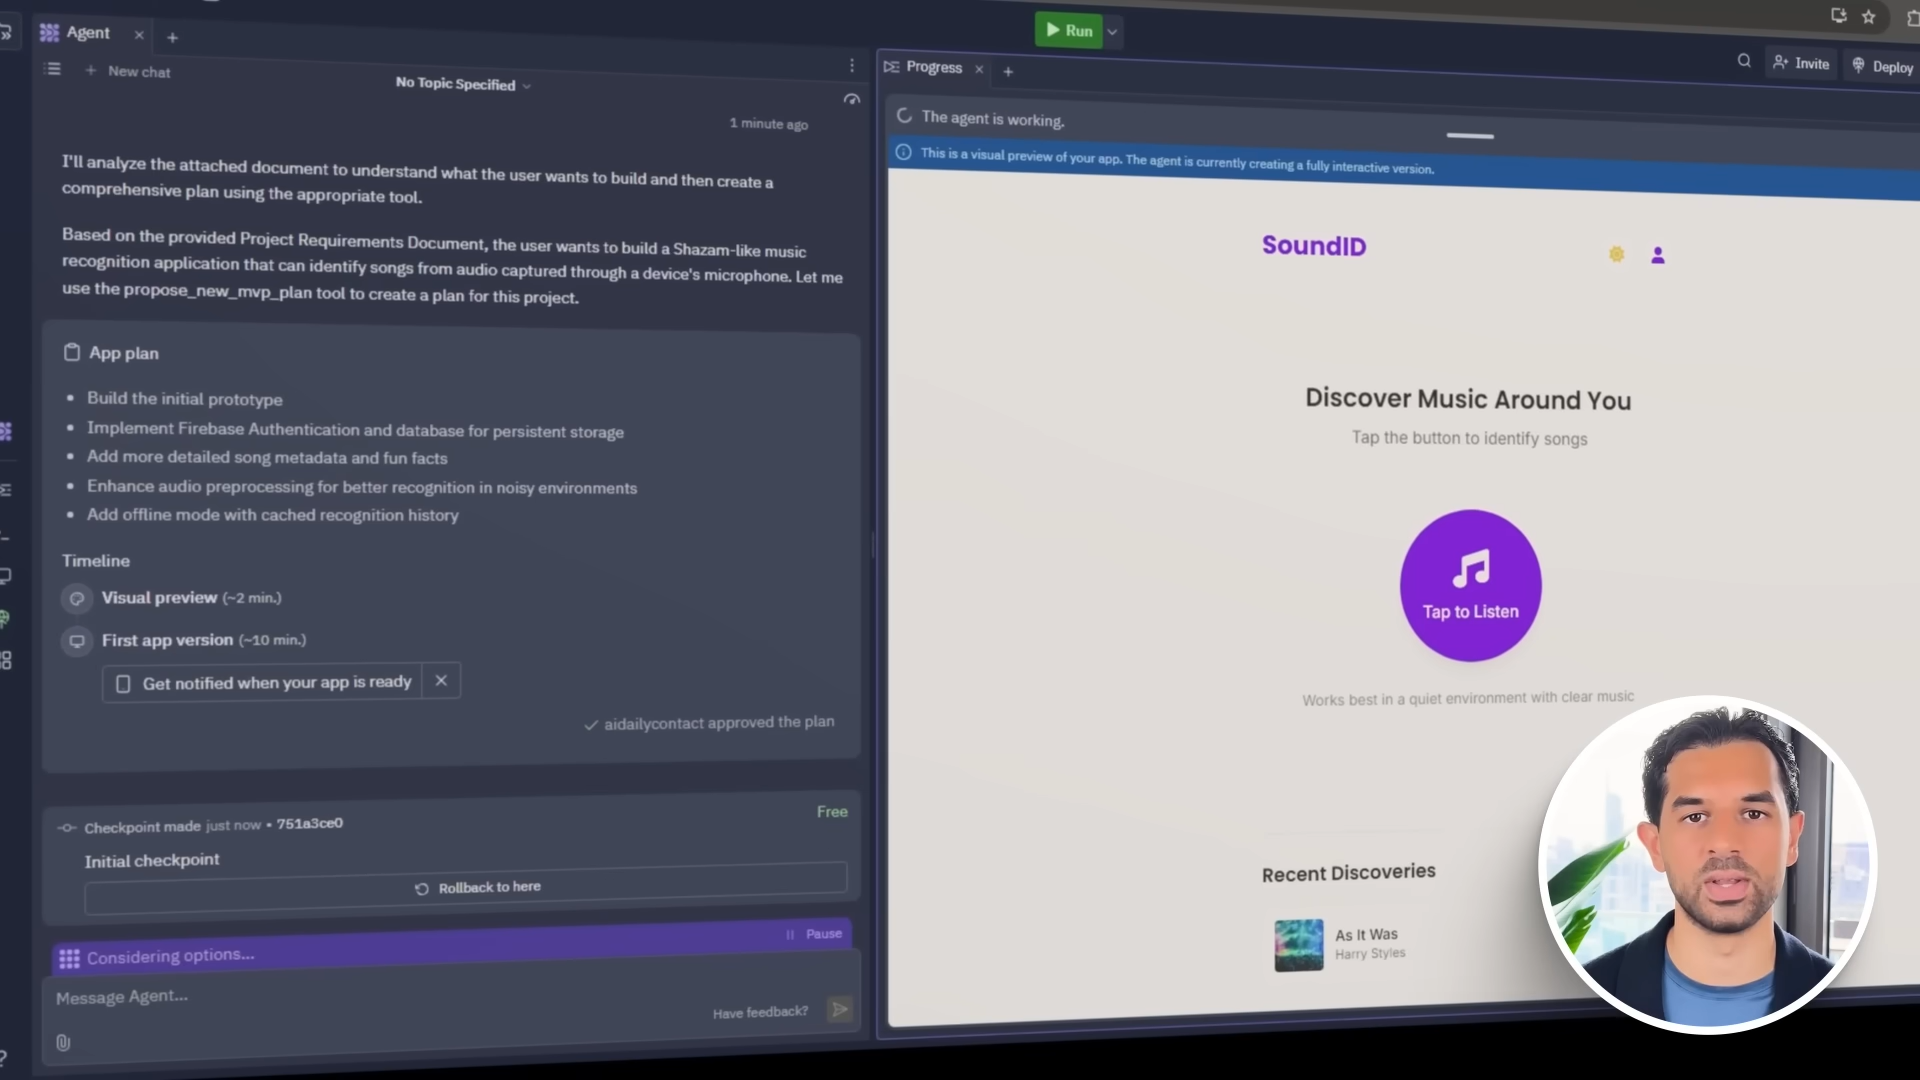 Agent
New chat
No Topic Specified
1 minute ago
I'll analyze the attached document to understand what the user wants to build and then create a
comprehensive plan using the appropriate tool.
Based on the provided Project Requirements Document, the user wants to build a Shazam-like music
recognition application that can identify songs from audio captured through a device's microphone. Let me
use the propose_new_mvp_plan tool to create a plan for this project.
App plan
• Build the initial prototype
• Implement Firebase Authentication and database for persistent storage
• Add more detailed song metadata and fun facts
• Enhance audio preprocessing for better recognition in noisy environments
• Add offline mode with cached recognition history
Timeline
Visual preview (~2 min.)
First app version (~10 min.)
Get notified when your app is ready
aidailycontact approved the plan
Checkpoint made just now • 751a3ce0
Free
Initial checkpoint
Rollback to here
Considering options...
Pause
Message Agent...
Have feedback?
Run
Invite
Deploy
Progress
The agent is working.
This is a visual preview of your app. The agent is currently creating a fully interactive version.
SoundID
Discover Music Around You
Tap the button to identify songs
Tap to Listen
Works best in a quiet environment with clear music
Recent Discoveries
As It Was
Harry Styles